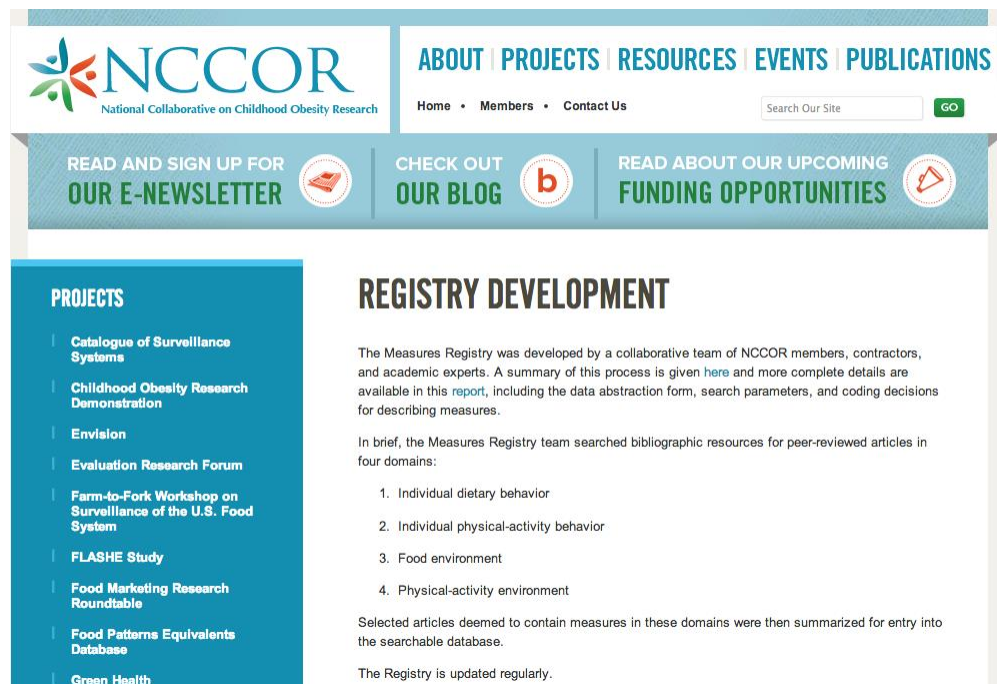 NCCOR
National Collaborative on Childhood Obesity Research
ABOUT | PROJECTS | RESOURCES | EVENTS | PUBLICATIONS
Home • Members • Contact Us
Search Our Site
GO
READ AND SIGN UP FOR
OUR E-NEWSLETTER
CHECK OUT
OUR BLOG
b
READ ABOUT OUR UPCOMING
FUNDING OPPORTUNITIES
PROJECTS
Catalogue of Surveillance
Systems
Childhood Obesity Research
Demonstration
Envision
Evaluation Research Forum
Farm-to-Fork Workshop on
Surveillance of the U.S. Food
System
FLASHE Study
Food Marketing Research
Roundtable
Food Patterns Equivalents
Database
Green Health
REGISTRY DEVELOPMENT
The Measures Registry was developed by a collaborative team of NCCOR members, contractors,
and academic experts. A summary of this process is given here and more complete details are
available in this report, including the data abstraction form, search parameters, and coding decisions
for describing measures.
In brief, the Measures Registry team searched bibliographic resources for peer-reviewed articles in
four domains:
1. Individual dietary behavior
2. Individual physical-activity behavior
3. Food environment
4. Physical-activity environment
Selected articles deemed to contain measures in these domains were then summarized for entry into
the searchable database.
The Registry is updated regularly.